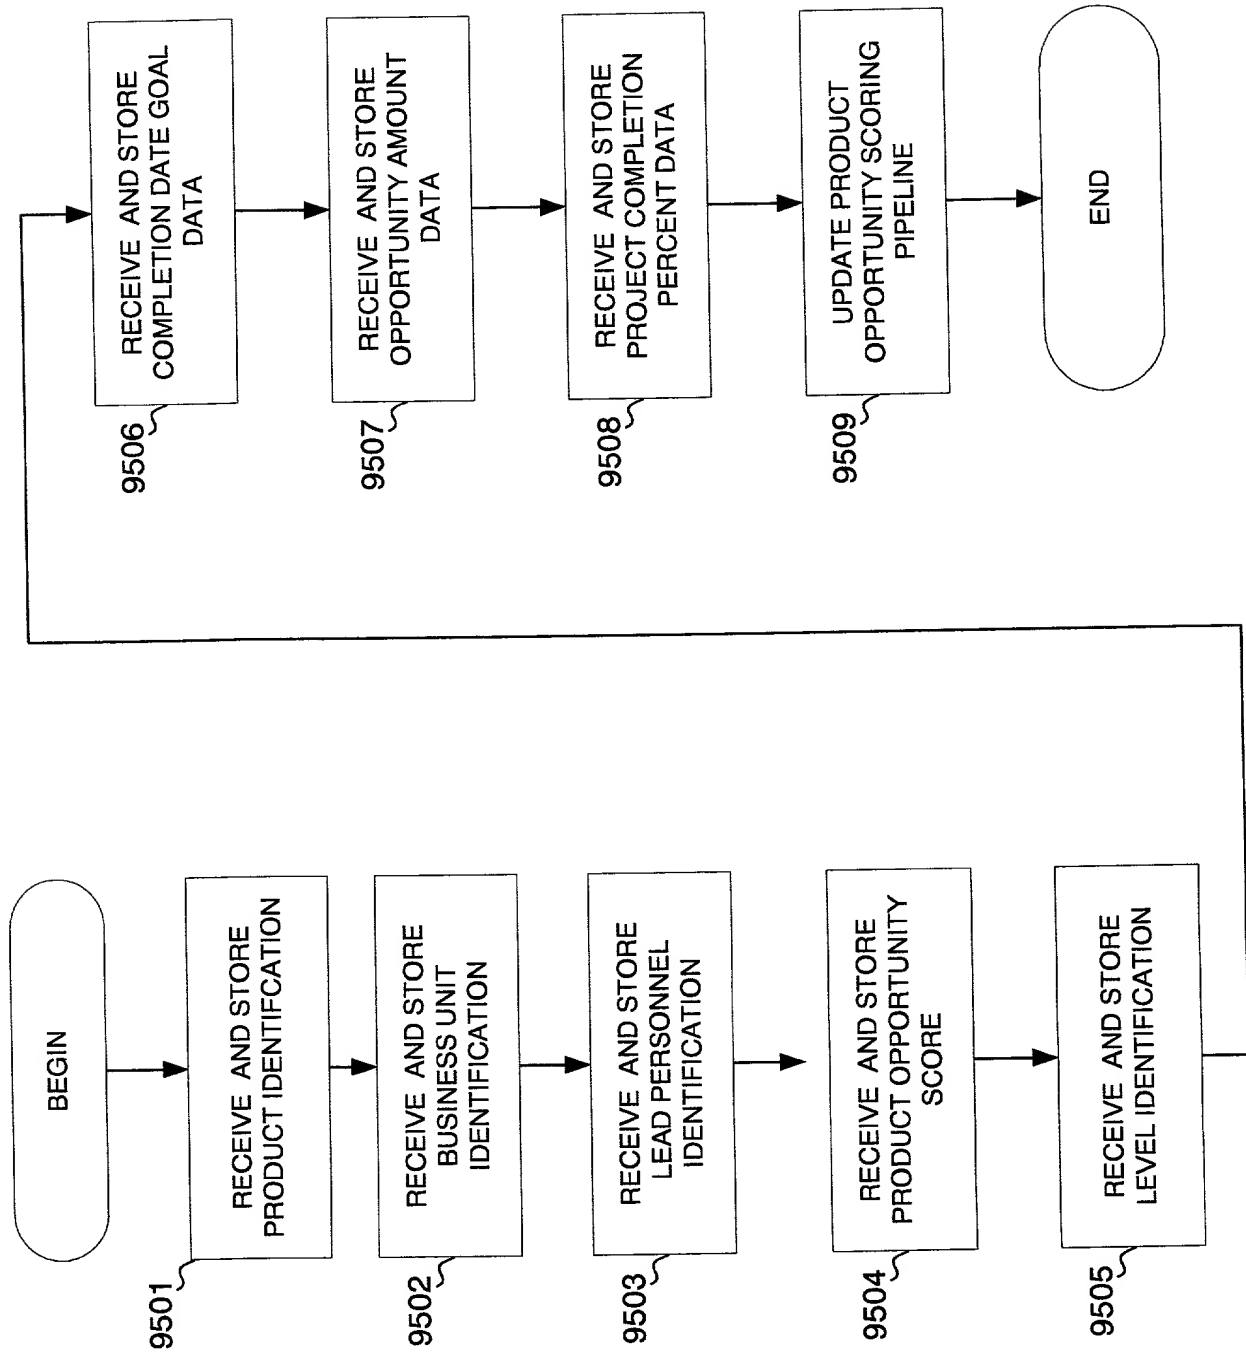 BEGIN
RECEIVE AND STORE
PRODUCT IDENTIFCATION
9501
RECEIVE AND STORE
BUSINESS UNIT
IDENTIFICATION
9502
RECEIVE AND STORE
LEAD PERSONNEL
IDENTIFICATION
9503
RECEIVE AND STORE
PRODUCT OPPORTUNITY
SCORE
9504
RECEIVE AND STORE
LEVEL IDENTIFICATION
9505
RECEIVE AND STORE
COMPLETION DATE GOAL
DATA
9506
RECEIVE AND STORE
OPPORTUNITY AMOUNT
DATA
9507
RECEIVE AND STORE
PROJECT COMPLETION
PERCENT DATA
9508
UPDATE PRODUCT
OPPORTUNITY SCORING
PIPELINE
9509
END